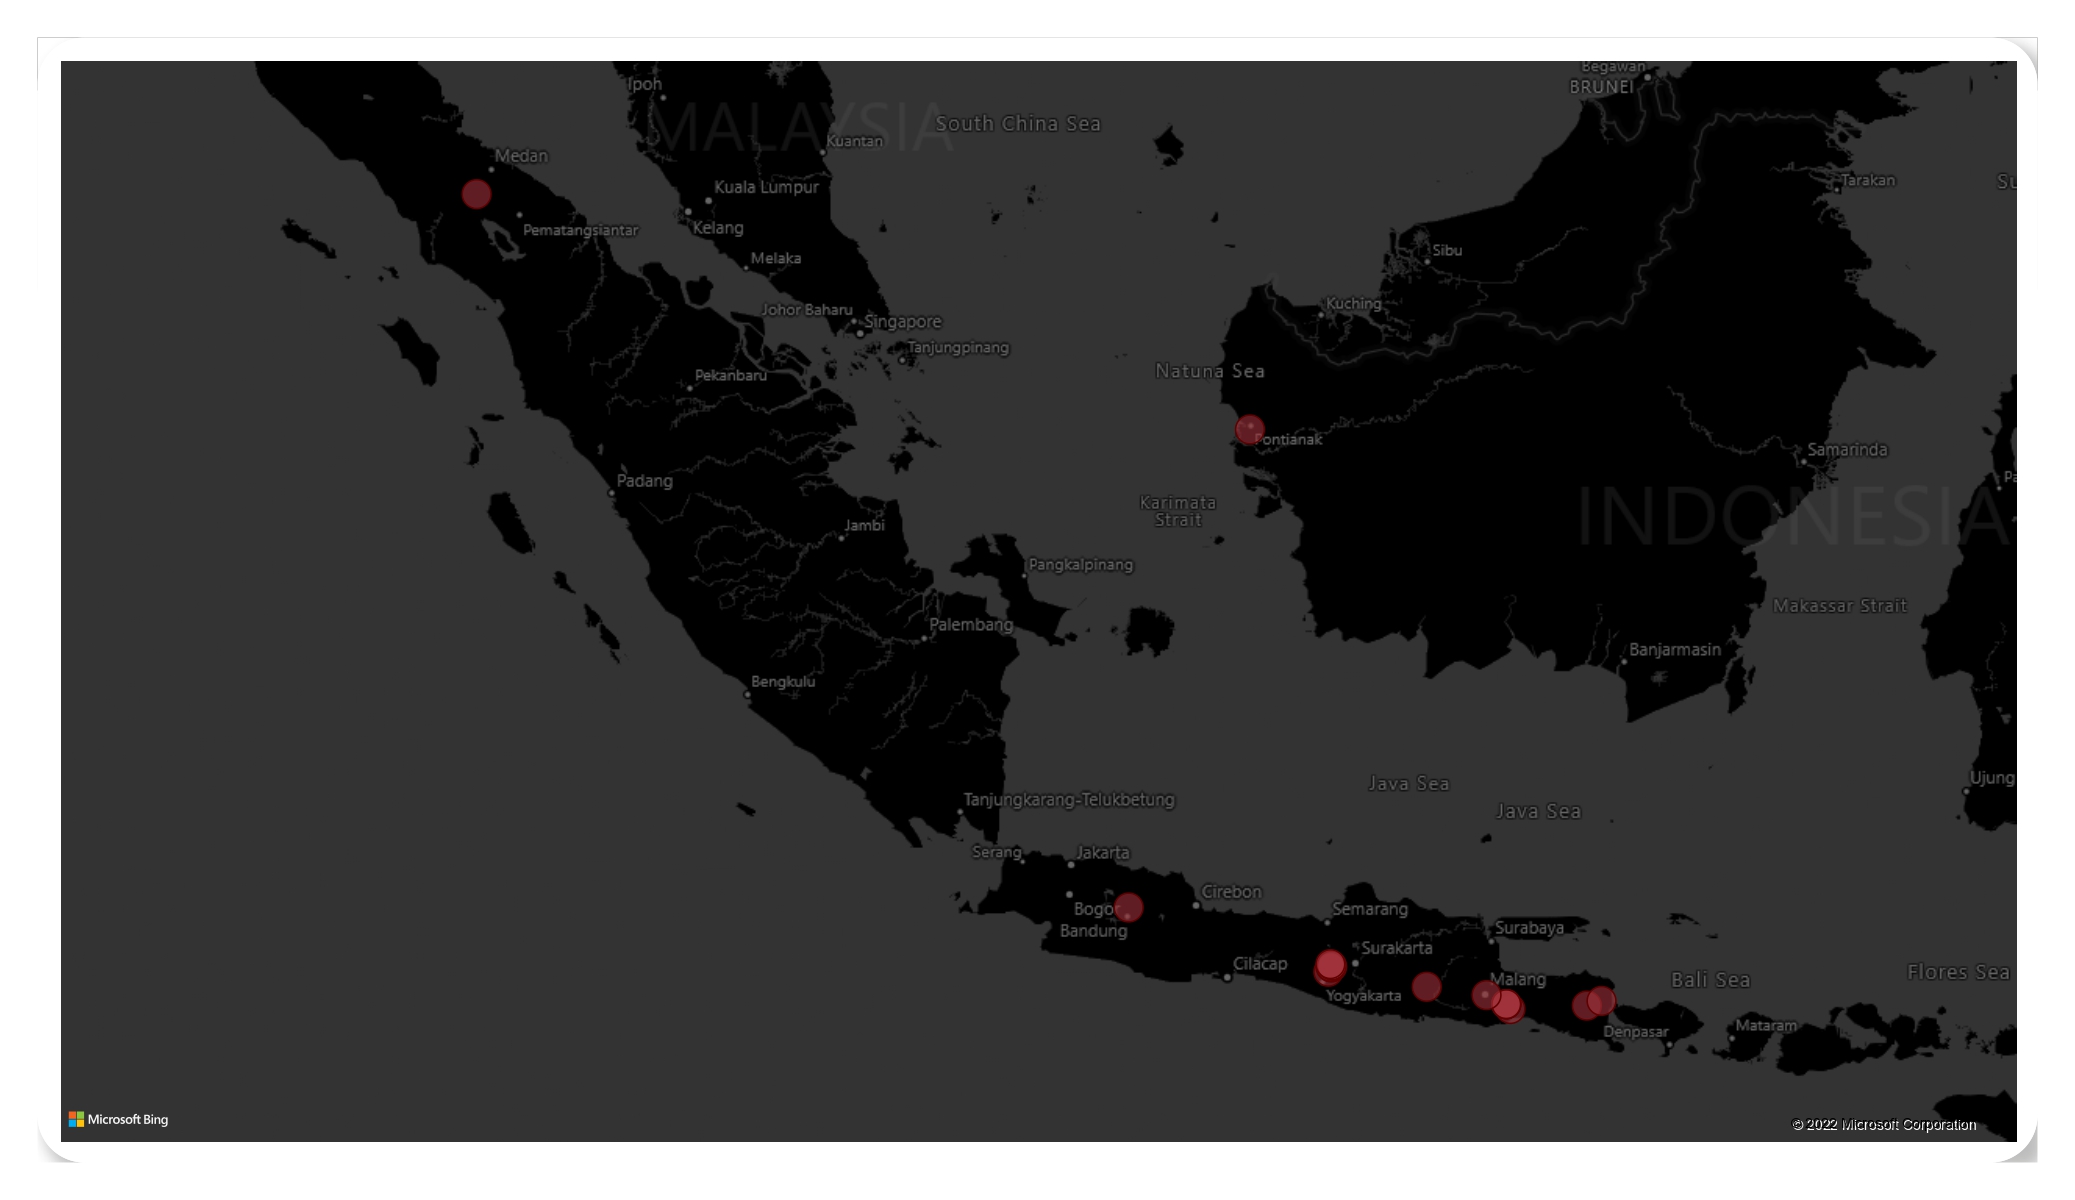 Ipoh
MALAYSIA
South China Sea
Begawan
BRUNEI
Kuantan
Medan
Kuala Lumpur
Tarakan
Su
Pematangsiantar
Kelang
Melaka
Sibu
Johor Baharu
Singapore
Kuching
Tanjungpinang
Natuna Sea
Pekanbaru
Pontianak
Samarinda
Padang
Pa
Karimata
Strait
INDONESIA
Jambi
Pangkalpinang
Makassar Strait
Palembang
Banjarmasin
Bengkulu
Java Sea
Ujung
Tanjungkarang-Telukbetung
Java Sea
Serang
Jakarta
Cirebon
Bogor
Semarang
Bandung
Surabaya
Surakarta
Cilacap
Flores Sea
Malang
Bali Sea
Yogyakarta
Mataram
Denpasar
Microsoft Bing
© 2022 Microsoft Corporation